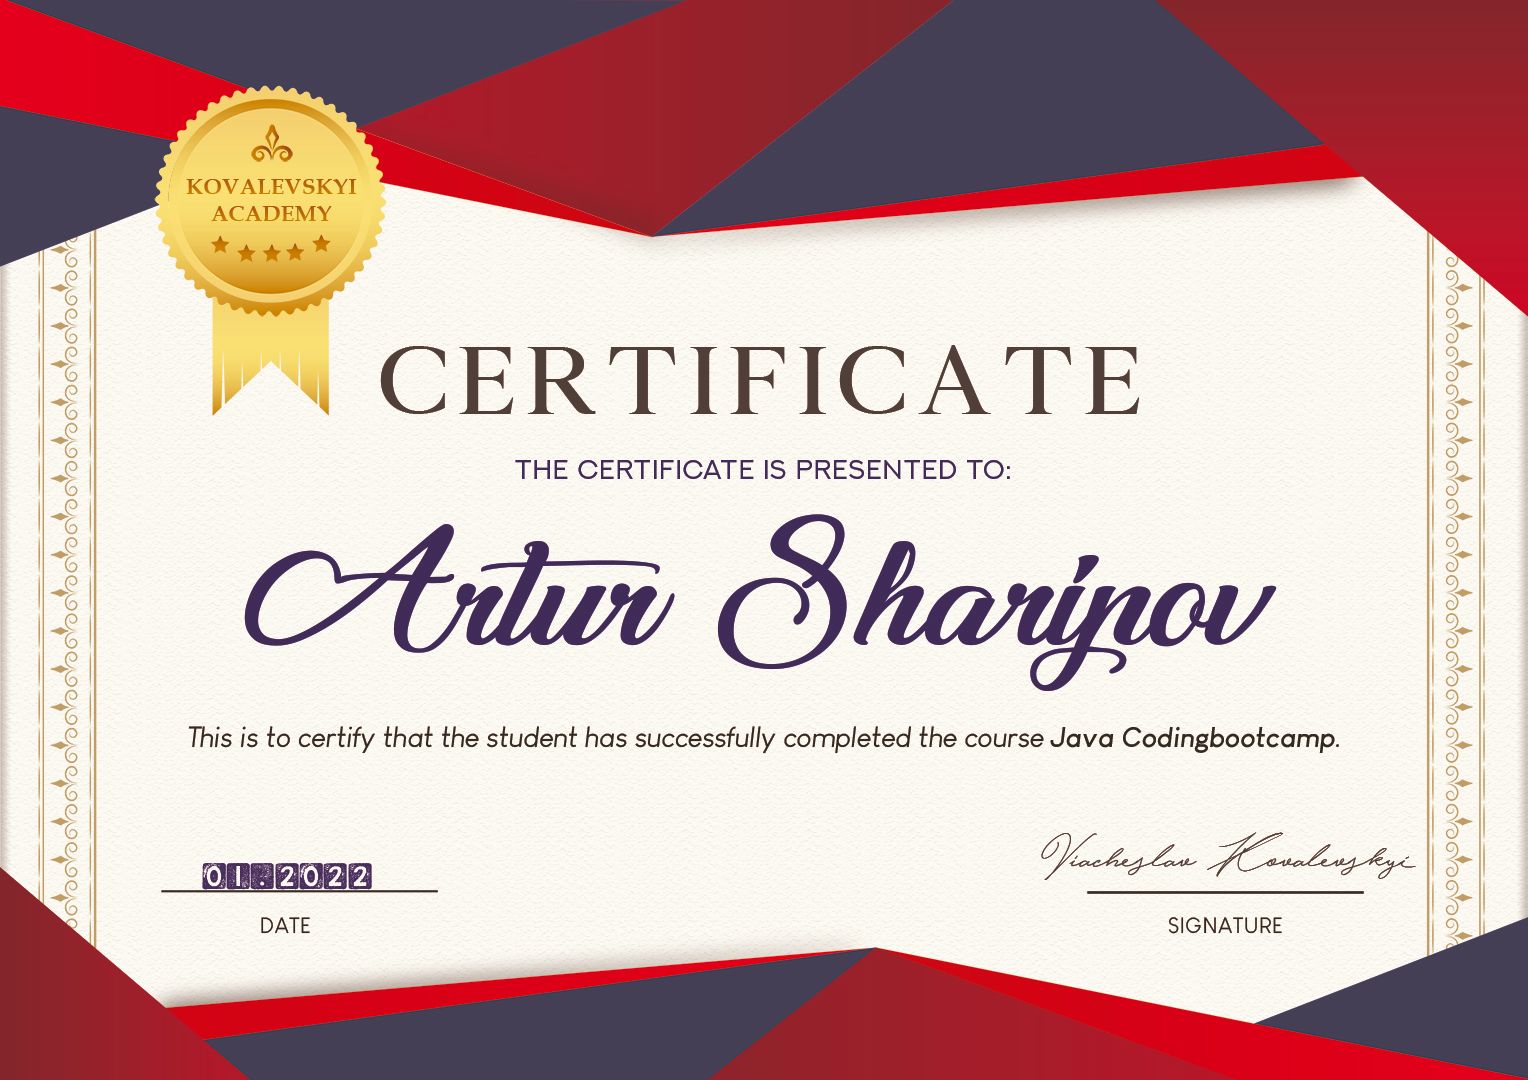 KOVALEVSKYI
ACADEMY
CERTIFICATE
THE CERTIFICATE IS PRESENTED TO:
Artur Sharipov
This is to certify that the student has successfully completed the course Java Codingbootcamp.
01.2022
DATE
Viacheslav Kovalevskyi
SIGNATURE